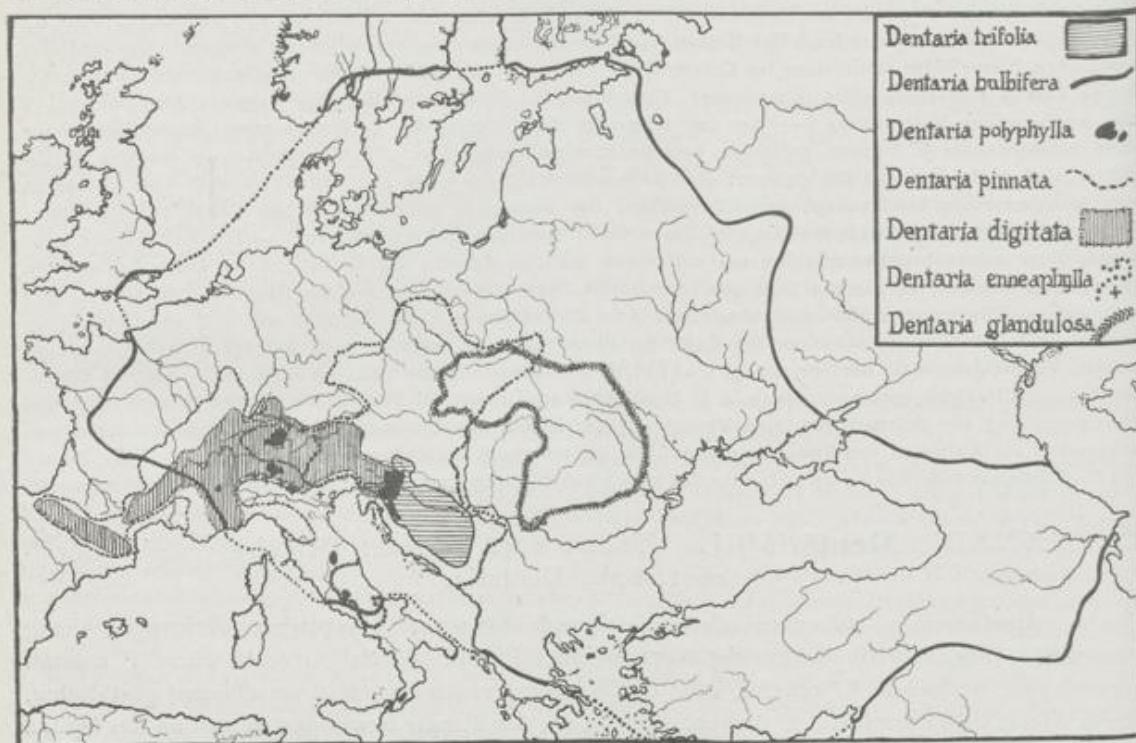 Dentaria trifolia
Dentaria bulbifera
Dentaria polyphylla
Dentaria pinnata
Dentaria digitata
Dentaria enneaphylla
Dentaria glandulosa